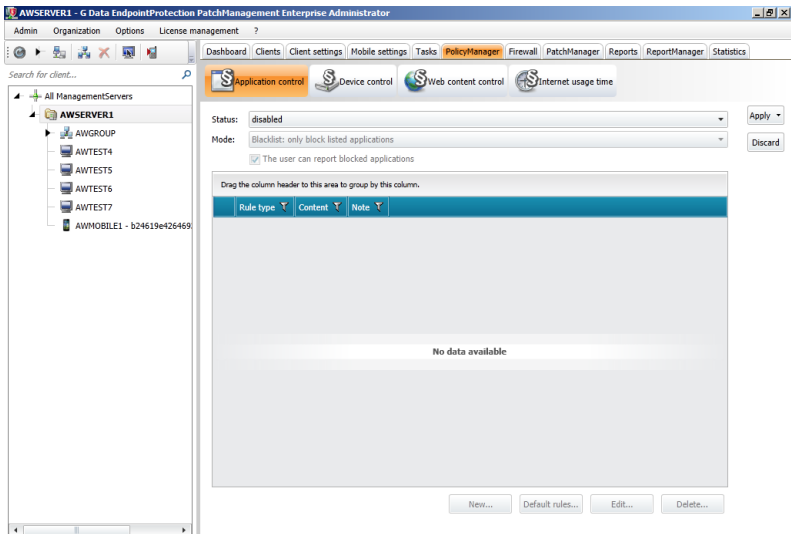 AWSERVER1 - G Data EndpointProtection PatchManagement Enterprise Administrator
Admin Organization Options License management ?
Dashboard Clients Client settings Mobile settings Tasks PolicyManager Firewall PatchManager Reports ReportManager Statistics
Search for client...
Application control Device control Web content control Internet usage time
All ManagementServers
AWSERVER1
AWGROUP
AWTEST4
AWTEST5
AWTEST6
AWTEST7
AWMOBILE1 - b24619e426469
Status: disabled
Apply
Mode: Blacklist: only block listed applications
Discard
The user can report blocked applications
Drag the column header to this area to group by this column.
Rule type Content Note
No data available
New... Default rules... Edit... Delete...